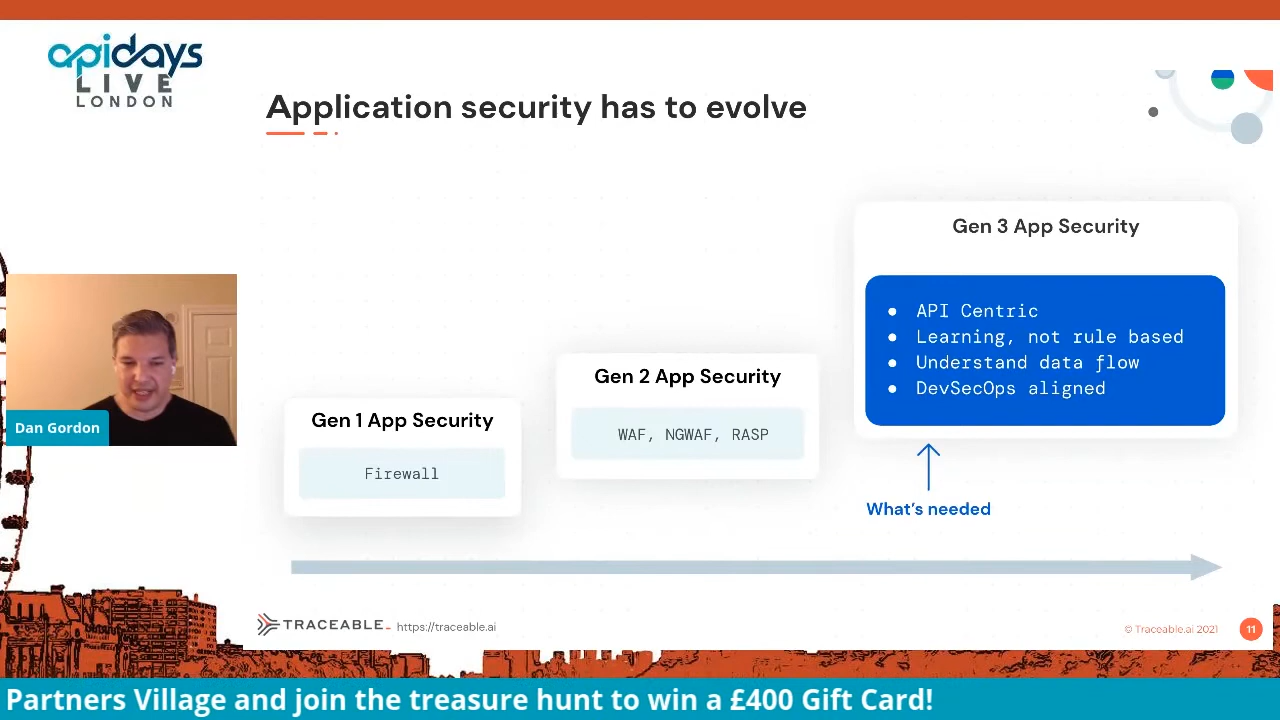 apidays
LIVE
LONDON
Application security has to evolve
Gen 3 App Security
• API Centric
• Learning, not rule based
• Understand data flow
• DevSecOps aligned
Gen 2 App Security
WAF, NGWAF, RASP
Gen 1 App Security
Firewall
What's needed
Dan Gordon
TRACEABLE_ https://traceable.ai
© Traceable.ai 2021
11
Partners Village and join the treasure hunt to win a £400 Gift Card!